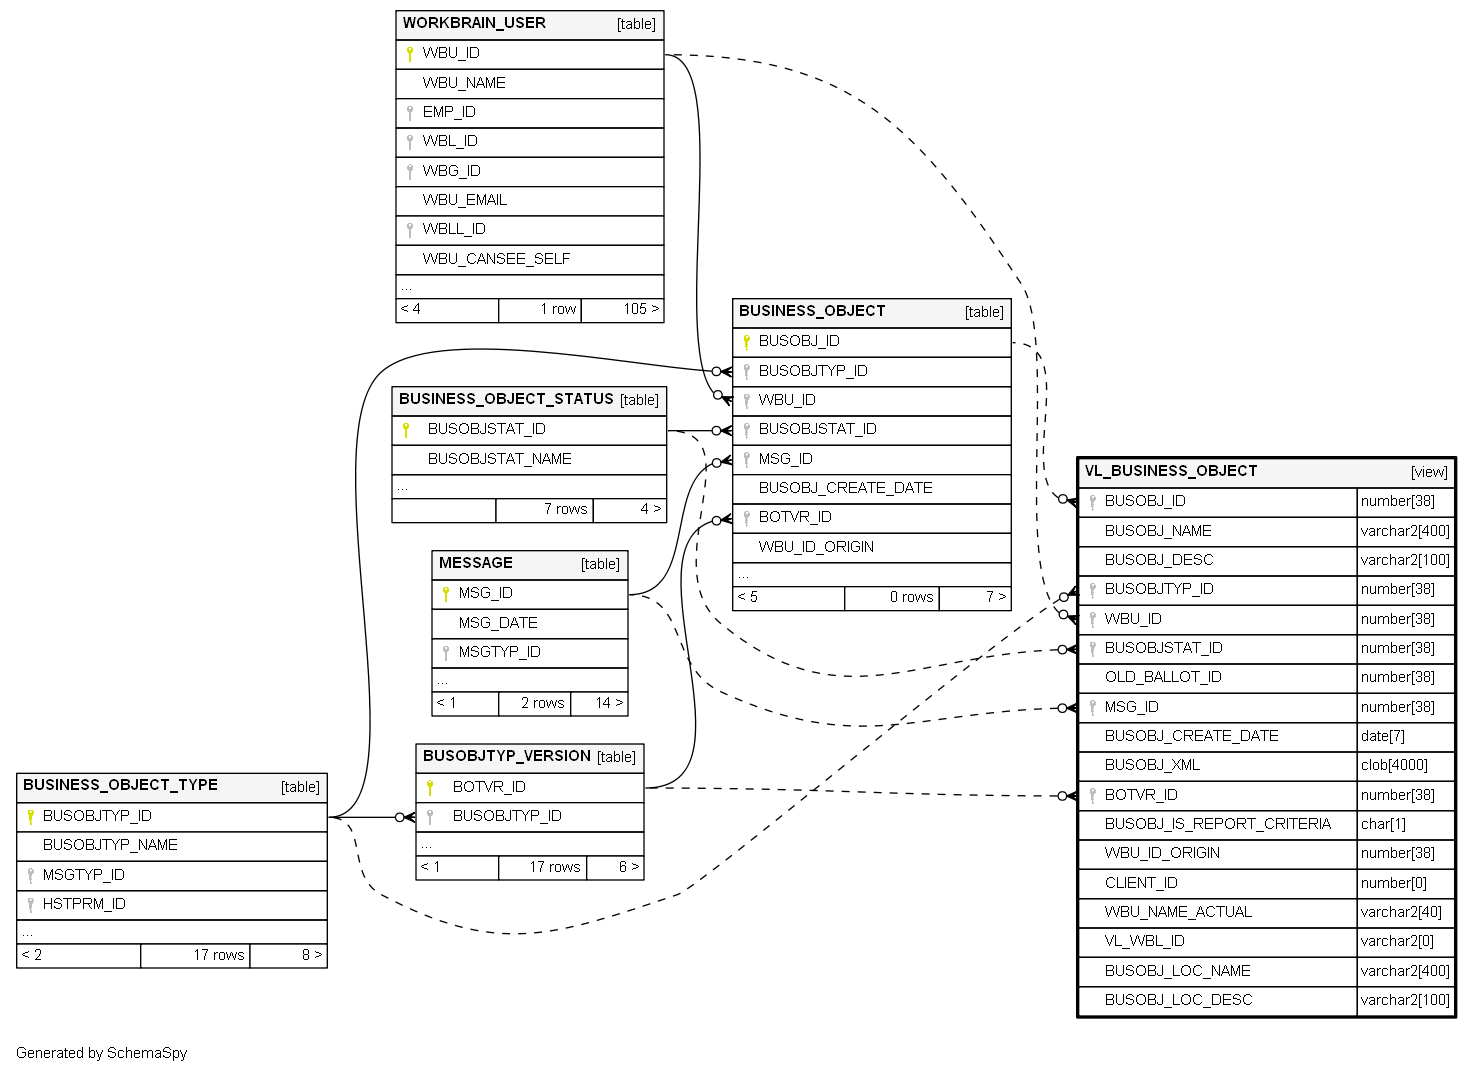 WORKBRAIN_USER [table]
WBU_ID
WBU_NAME
EMP_ID
WBL_ID
WBG_ID
WBU_EMAIL
WBLL_ID
WBU_CANSEE_SELF
...
< 4 1 row 105 >
BUSINESS_OBJECT [table]
BUSOBJ_ID
BUSOBJTYP_ID
WBU_ID
BUSOBJSTAT_ID
MSG_ID
BUSOBJ_CREATE_DATE
BOTVR_ID
WBU_ID_ORIGIN
...
< 5 0 rows 7 >
BUSINESS_OBJECT_STATUS [table]
BUSOBJSTAT_ID
BUSOBJSTAT_NAME
...
7 rows 4 >
VL_BUSINESS_OBJECT [view]
BUSOBJ_ID number[38]
BUSOBJ_NAME varchar2[400]
BUSOBJ_DESC varchar2[100]
BUSOBJTYP_ID number[38]
WBU_ID number[38]
BUSOBJSTAT_ID number[38]
OLD_BALLOT_ID number[38]
MSG_ID number[38]
BUSOBJ_CREATE_DATE date[7]
BUSOBJ_XML clob[4000]
BOTVR_ID number[38]
BUSOBJ_IS_REPORT_CRITERIA char[1]
WBU_ID_ORIGIN number[38]
CLIENT_ID number[0]
WBU_NAME_ACTUAL varchar2[40]
VL_WBL_ID varchar2[0]
BUSOBJ_LOC_NAME varchar2[400]
BUSOBJ_LOC_DESC varchar2[100]
MESSAGE [table]
MSG_ID
MSG_DATE
MSGTYP_ID
...
< 1 2 rows 14 >
BUSOBJTYP_VERSION [table]
BOTVR_ID
BUSOBJTYP_ID
...
< 1 17 rows 6 >
BUSINESS_OBJECT_TYPE [table]
BUSOBJTYP_ID
BUSOBJTYP_NAME
MSGTYP_ID
HSTPRM_ID
...
< 2 17 rows 8 >
Generated by SchemaSpy